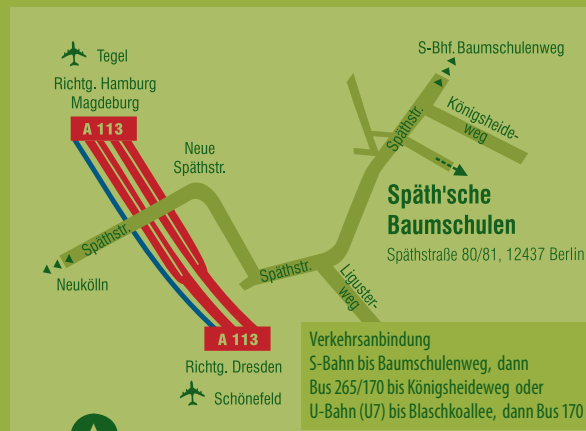 Tegel
Richtg. Hamburg
Magdeburg
A 113
Neue
Späthstr.
Späthstr.
Neukölln
S-Bhf. Baumschulenweg
Königsheide-
weg
Späthstr.
Späth'sche
Baumschulen
Späthstraße 80/81, 12437 Berlin
Späthstr.
Liguster-
weg
A 113
Richtg. Dresden
Schönefeld
Verkehrsanbindung
S-Bahn bis Baumschulenweg, dann
Bus 265/170 bis Königsheideweg oder
U-Bahn (U7) bis Blaschkoallee, dann Bus 170